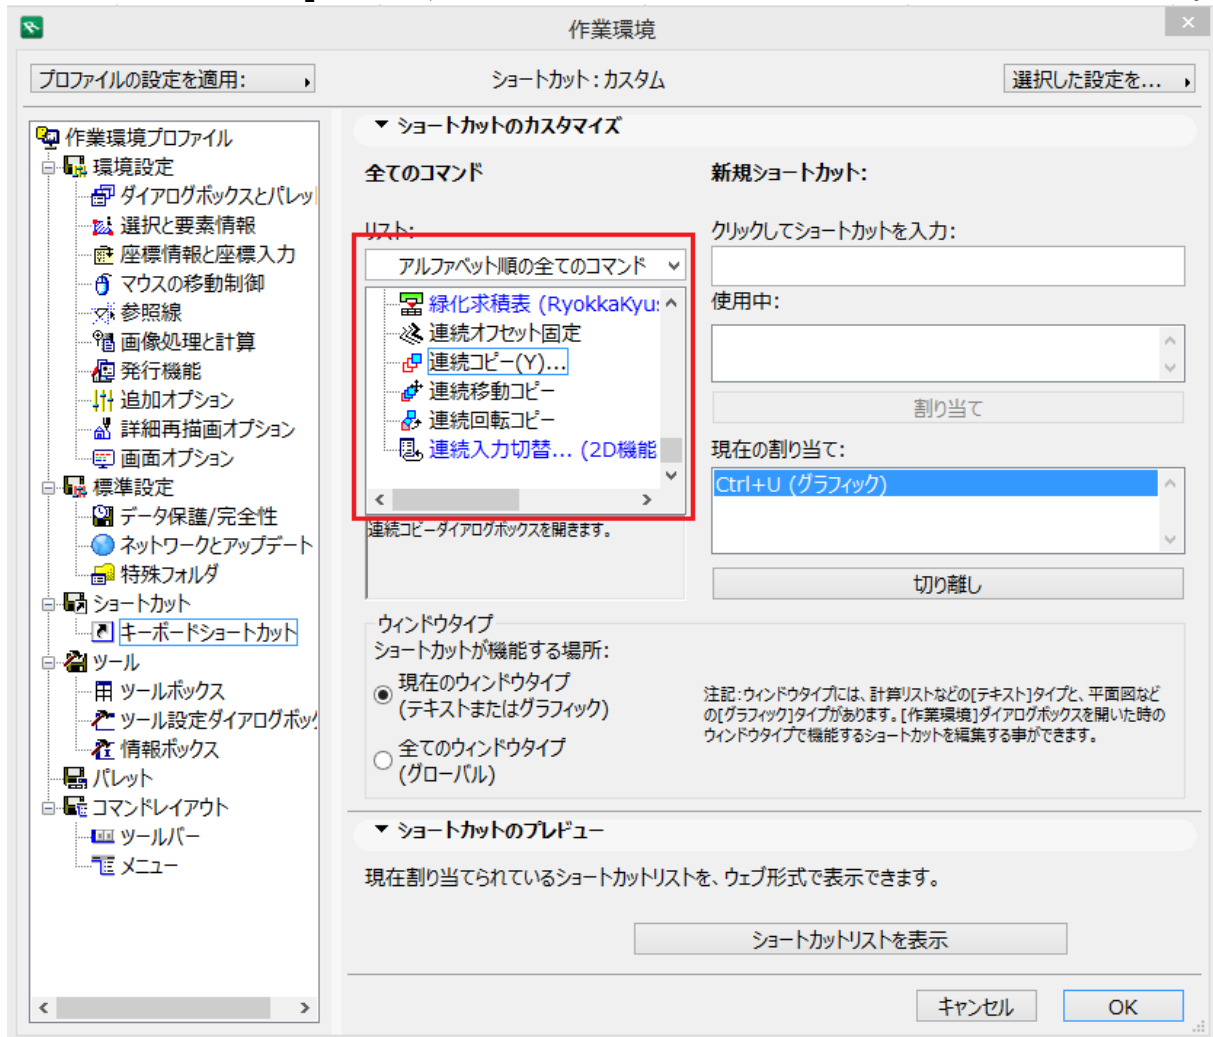 作業環境
プロファイルの設定を適用:
ショートカット : カスタム
選択した設定を...
作業環境プロファイル
環境設定
ダイアログボックスとパレッ
選択と要素情報
座標情報と座標入力
マウスの移動制御
参照線
画像処理と計算
発行機能
追加オプション
詳細再描画オプション
画面オプション
標準設定
データ保護/完全性
ネットワークとアップデート
特殊フォルダ
ショートカット
キーボードショートカット
ツール
ツールボックス
ツール設定ダイアログボッ
情報ボックス
パレット
コマンドレイアウト
ツールバー
メニュー
ショートカットのカスタマイズ
全てのコマンド
リスト:
アルファベット順の全てのコマンド
緑化求積表 (RyokkaKyu
連続オフセット固定
連続コピー(Y)...
連続移動コピー
連続回転コピー
連続入力切替... (2D機能
連続コピーダイアログボックスを開きます。
新規ショートカット:
クリックしてショートカットを入力:
使用中:
割り当て
現在の割り当て:
Ctrl+U (グラフィック)
切り離し
ウィンドウタイプ
ショートカットが機能する場所:
現在のウィンドウタイプ
(テキストまたはグラフィック)
全てのウィンドウタイプ
(グローバル)
注記:ウィンドウタイプには、計算リストなどの[テキスト]タイプと、平面図など
の[グラフィック]タイプがあります。[作業環境]ダイアログボックスを開いた時の
ウィンドウタイプで機能するショートカットを編集する事ができます。
ショートカットのプレビュー
現在割り当てられているショートカットリストを、ウェブ形式で表示できます。
ショートカットリストを表示
キャンセル
OK